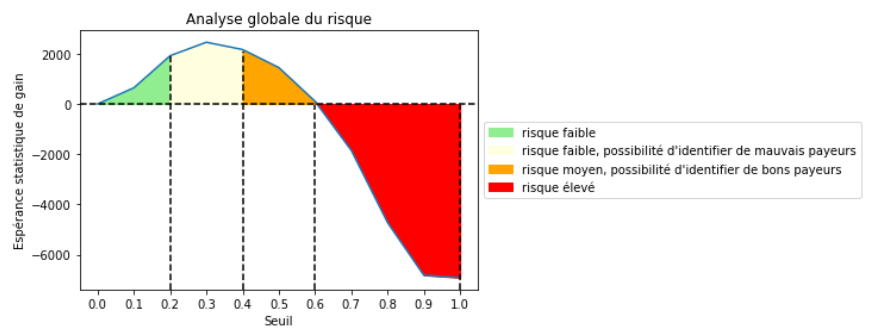 Analyse globale du risque
Espérance statistique de gain
2000
0
−2000
−4000
−6000
0.0 0.1 0.2 0.3 0.4 0.5 0.6 0.7 0.8 0.9 1.0
Seuil
risque faible
risque faible, possibilité d'identifier de mauvais payeurs
risque moyen, possibilité d'identifier de bons payeurs
risque élevé